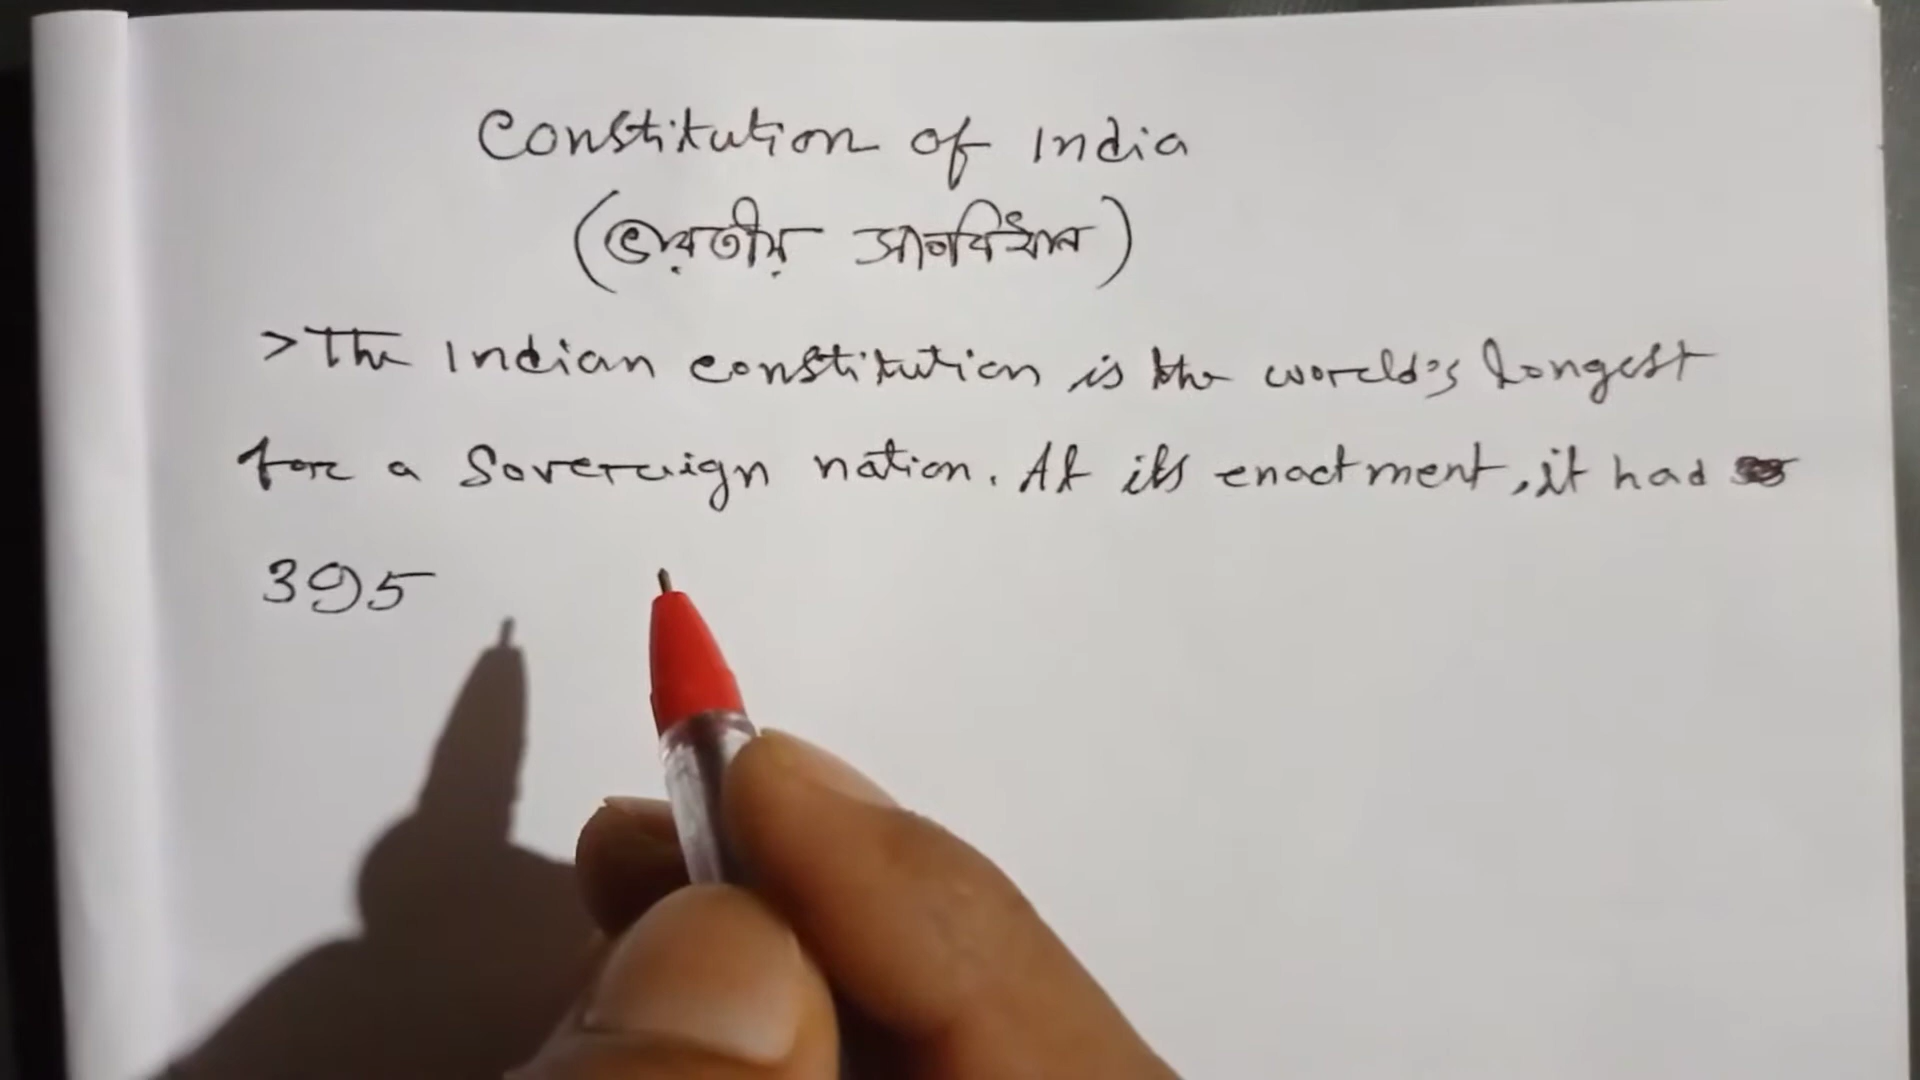 Constitution of India
(ভারতীয় সংবিধান)
> The Indian constitution is the world's longest
for a Sovereign nation. At its enactment, it had
395